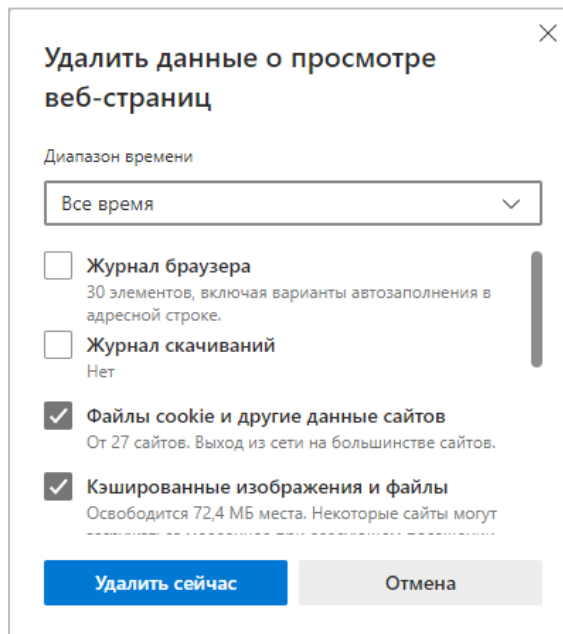 Удалить данные о просмотре
веб-страниц
Диапазон времени
Все время
Журнал браузера
30 элементов, включая варианты автозаполнения в
адресной строке.
Журнал скачиваний
Нет
Файлы cookie и другие данные сайтов
От 27 сайтов. Выход из сети на большинстве сайтов.
Кэшированные изображения и файлы
Освободится 72,4 МБ места. Некоторые сайты могут
Удалить сейчас
Отмена